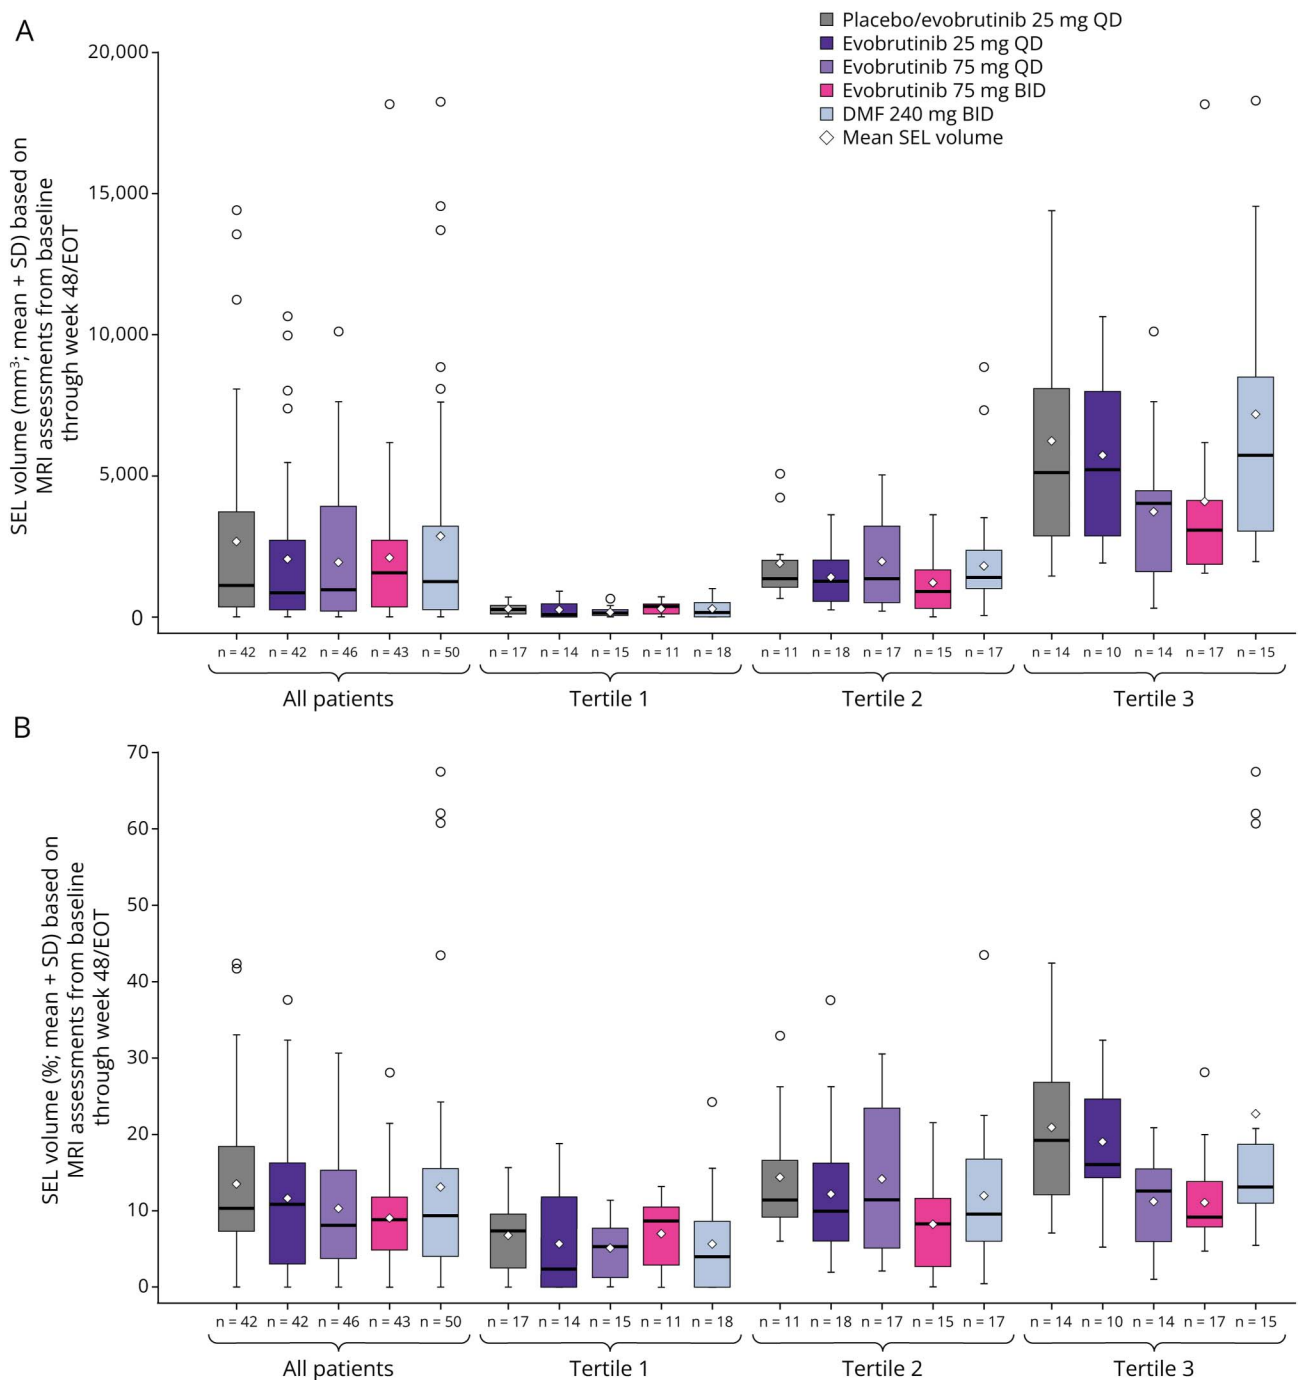 A
Placebo/evobrutinib 25 mg QD
Evobrutinib 25 mg QD
Evobrutinib 75 mg QD
Evobrutinib 75 mg BID
DMF 240 mg BID
Mean SEL volume
SEL volume (mm³; mean + SD) based on
MRI assessments from baseline
through week 48/EOT
20,000
15,000
10,000
5,000
0
n = 42 n = 42 n = 46 n = 43 n = 50 n = 17 n = 14 n = 15 n = 11 n = 18 n = 11 n = 18 n = 17 n = 15 n = 17 n = 14 n = 10 n = 14 n = 17 n = 15
All patients Tertile 1 Tertile 2 Tertile 3
B
SEL volume (%; mean + SD) based on
MRI assessments from baseline
through week 48/EOT
70
60
50
40
30
20
10
0
n = 42 n = 42 n = 46 n = 43 n = 50 n = 17 n = 14 n = 15 n = 11 n = 18 n = 11 n = 18 n = 17 n = 15 n = 17 n = 14 n = 10 n = 14 n = 17 n = 15
All patients Tertile 1 Tertile 2 Tertile 3